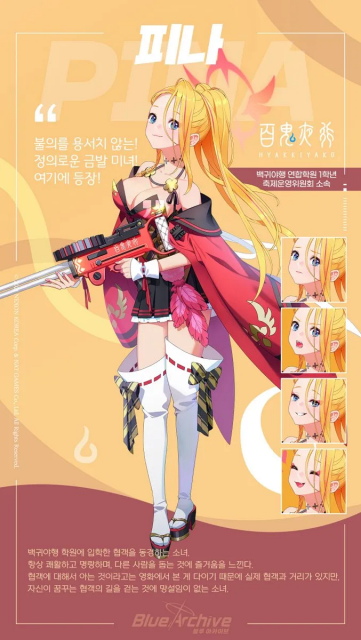 피나
PINA
“
불의를 용서치 않는!
정의로운 금발 미녀!
여기에 등장!
百鬼夜行
HYAKKIYAKO
백귀야행 연합학원 1학년
축제운영위원회 소속
백귀야행 학원에 입학한 협객을 동경하는 소녀.
항상 쾌활하고 명랑하며, 다른 사람을 돕는 것에 즐거움을 느낀다.
협객에 대해서 아는 것이라고는 영화에서 본 게 다이기 때문에 실제 협객과 거리가 있지만,
자신이 꿈꾸는 협객의 길을 걷는 것에 망설임이 없는 소녀.
Blue Archive
블루 아카이브